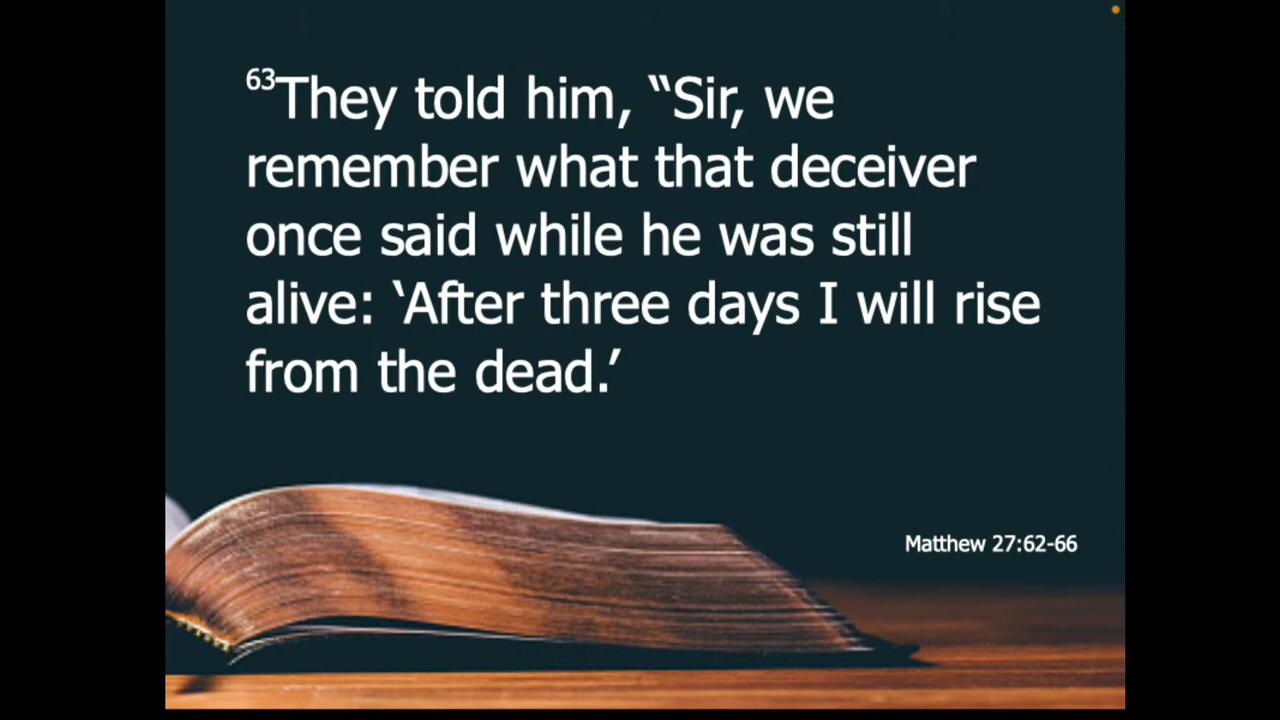 63They told him, “Sir, we
remember what that deceiver
once said while he was still
alive: ‘After three days I will rise
from the dead.’
Matthew 27:62-66